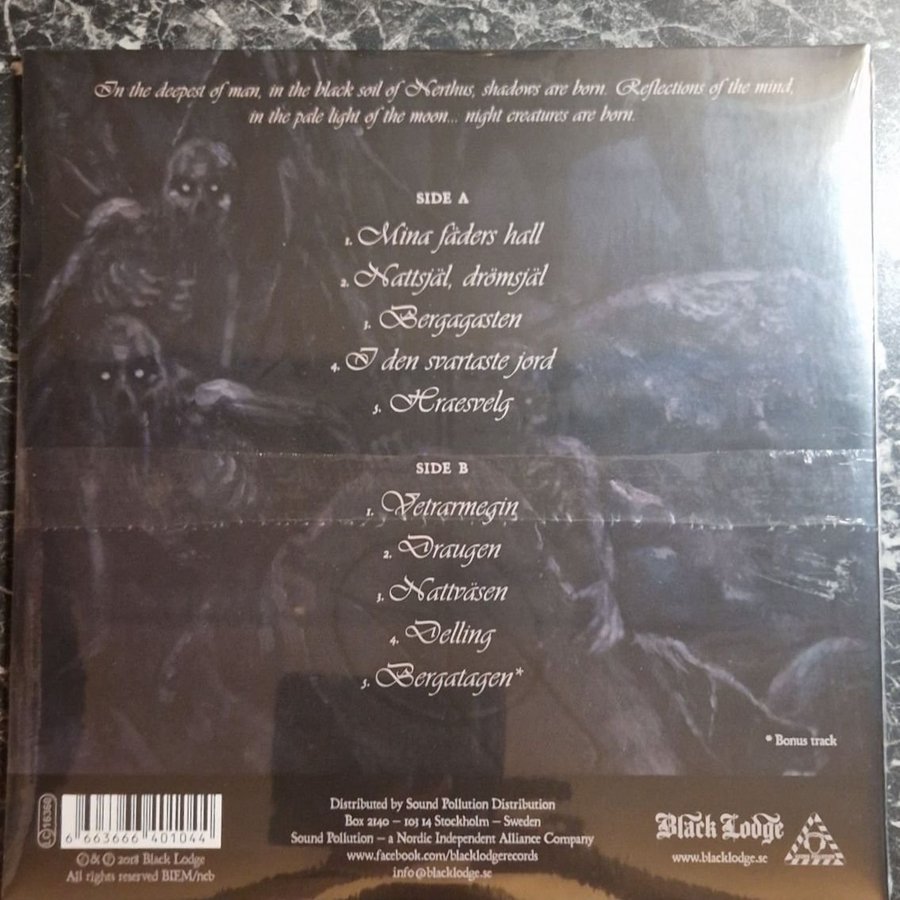 In the deepest of man, in the black soil of Nerthus, shadows are born. Reflections of the mind,
in the pale light of the moon... night creatures are born.
SIDE A
1. Mina fäders hall
2. Nattsjäl, drömsjäl
3. Bergagasten
4. I den svartaste jord
5. Hraesvelg
SIDE B
1. Vetrarmegin
2. Draugen
3. Nattväsen
4. Delling
5. Bergatagen*
* Bonus track
LC 16366
6 663666 401044
© & ℗ 2018 Black Lodge
All rights reserved BIEM/ncb
Distributed by Sound Pollution Distribution
Box 2140 – 103 14 Stockholm – Sweden
Sound Pollution – a Nordic Independent Alliance Company
www.facebook.com/blacklodgerecords
info@blacklodge.se
Black Lodge
www.blacklodge.se